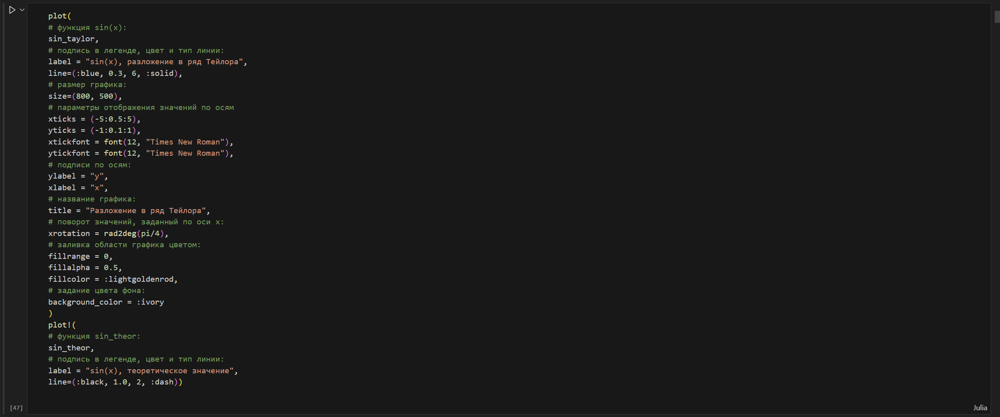 plot(
# функция sin(x):
sin_taylor,
# подпись в легенде, цвет и тип линии:
label = "sin(x), разложение в ряд Тейлора",
line=(:blue, 0.3, 6, :solid),
# размер графика:
size=(800, 500),
# параметры отображения значений по осям
xticks = (-5:0.5:5),
yticks = (-1:0.1:1),
xtickfont = font(12, "Times New Roman"),
ytickfont = font(12, "Times New Roman"),
# подписи по осям:
ylabel = "y",
xlabel = "x",
# название графика:
title = "Разложение в ряд Тейлора",
# поворот значений, заданный по оси x:
xrotation = rad2deg(pi/4),
# заливка области графика цветом:
fillrange = 0,
fillalpha = 0.5,
fillcolor = :lightgoldenrod,
# задание цвета фона:
background_color = :ivory
)
plot!(
# функция sin_theor:
sin_theor,
# подпись в легенде, цвет и тип линии:
label = "sin(x), теоретическое значение",
line=(:black, 1.0, 2, :dash))
[47]
Julia